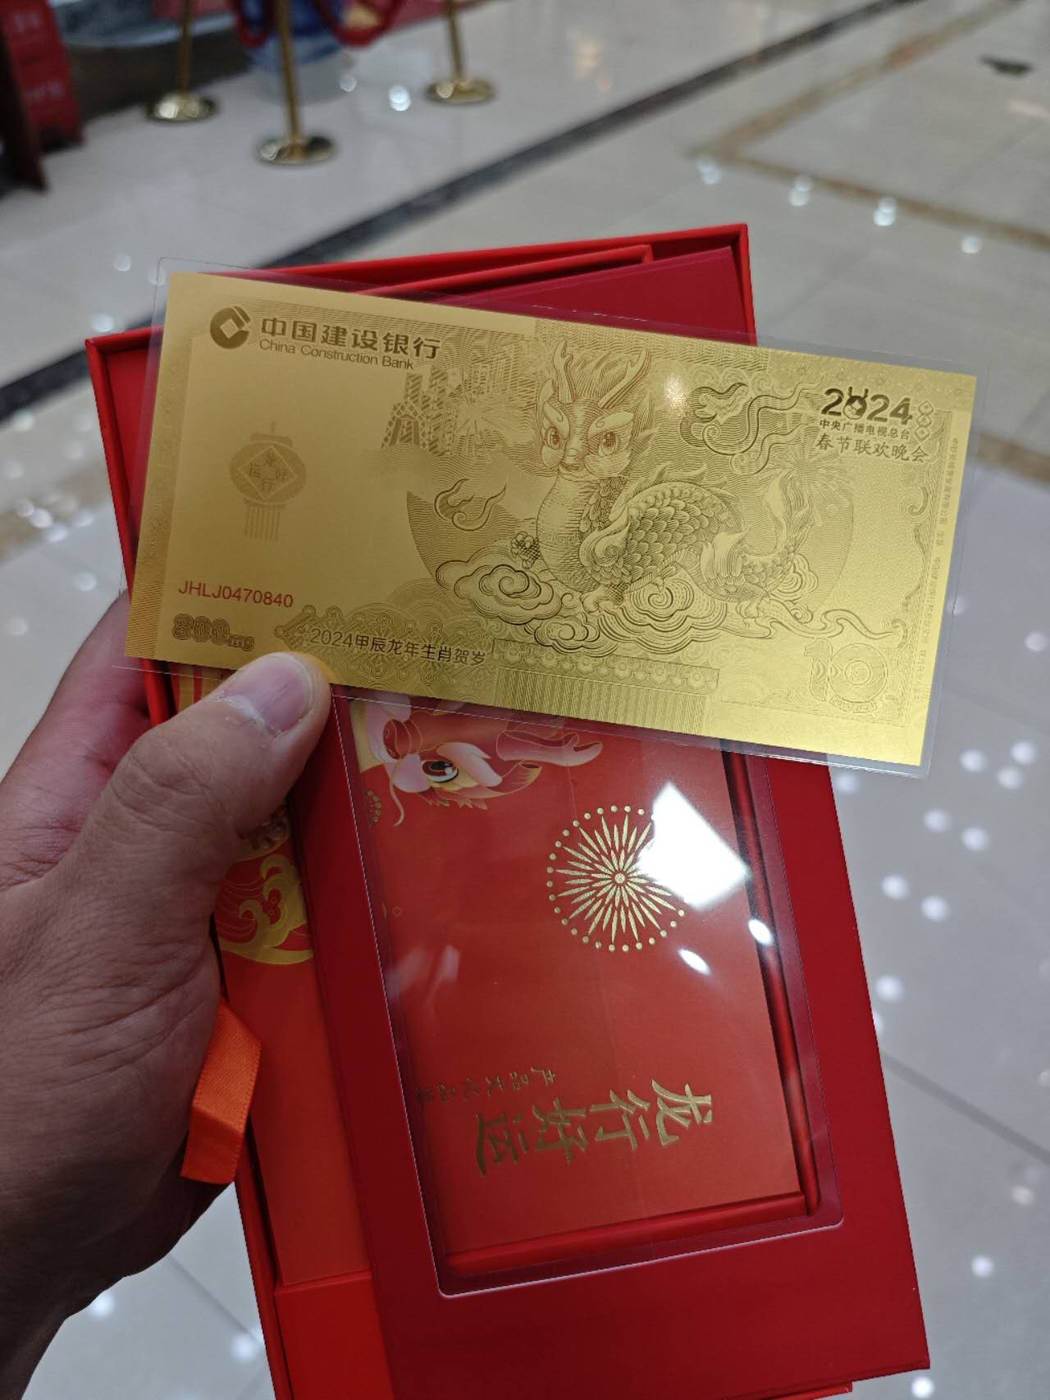 中国建设银行
China Construction Bank
2024
中央广播电视总台
春节联欢晚会
JHLJ0470840
200mg
2024甲辰龙年生肖贺岁
龙行好运